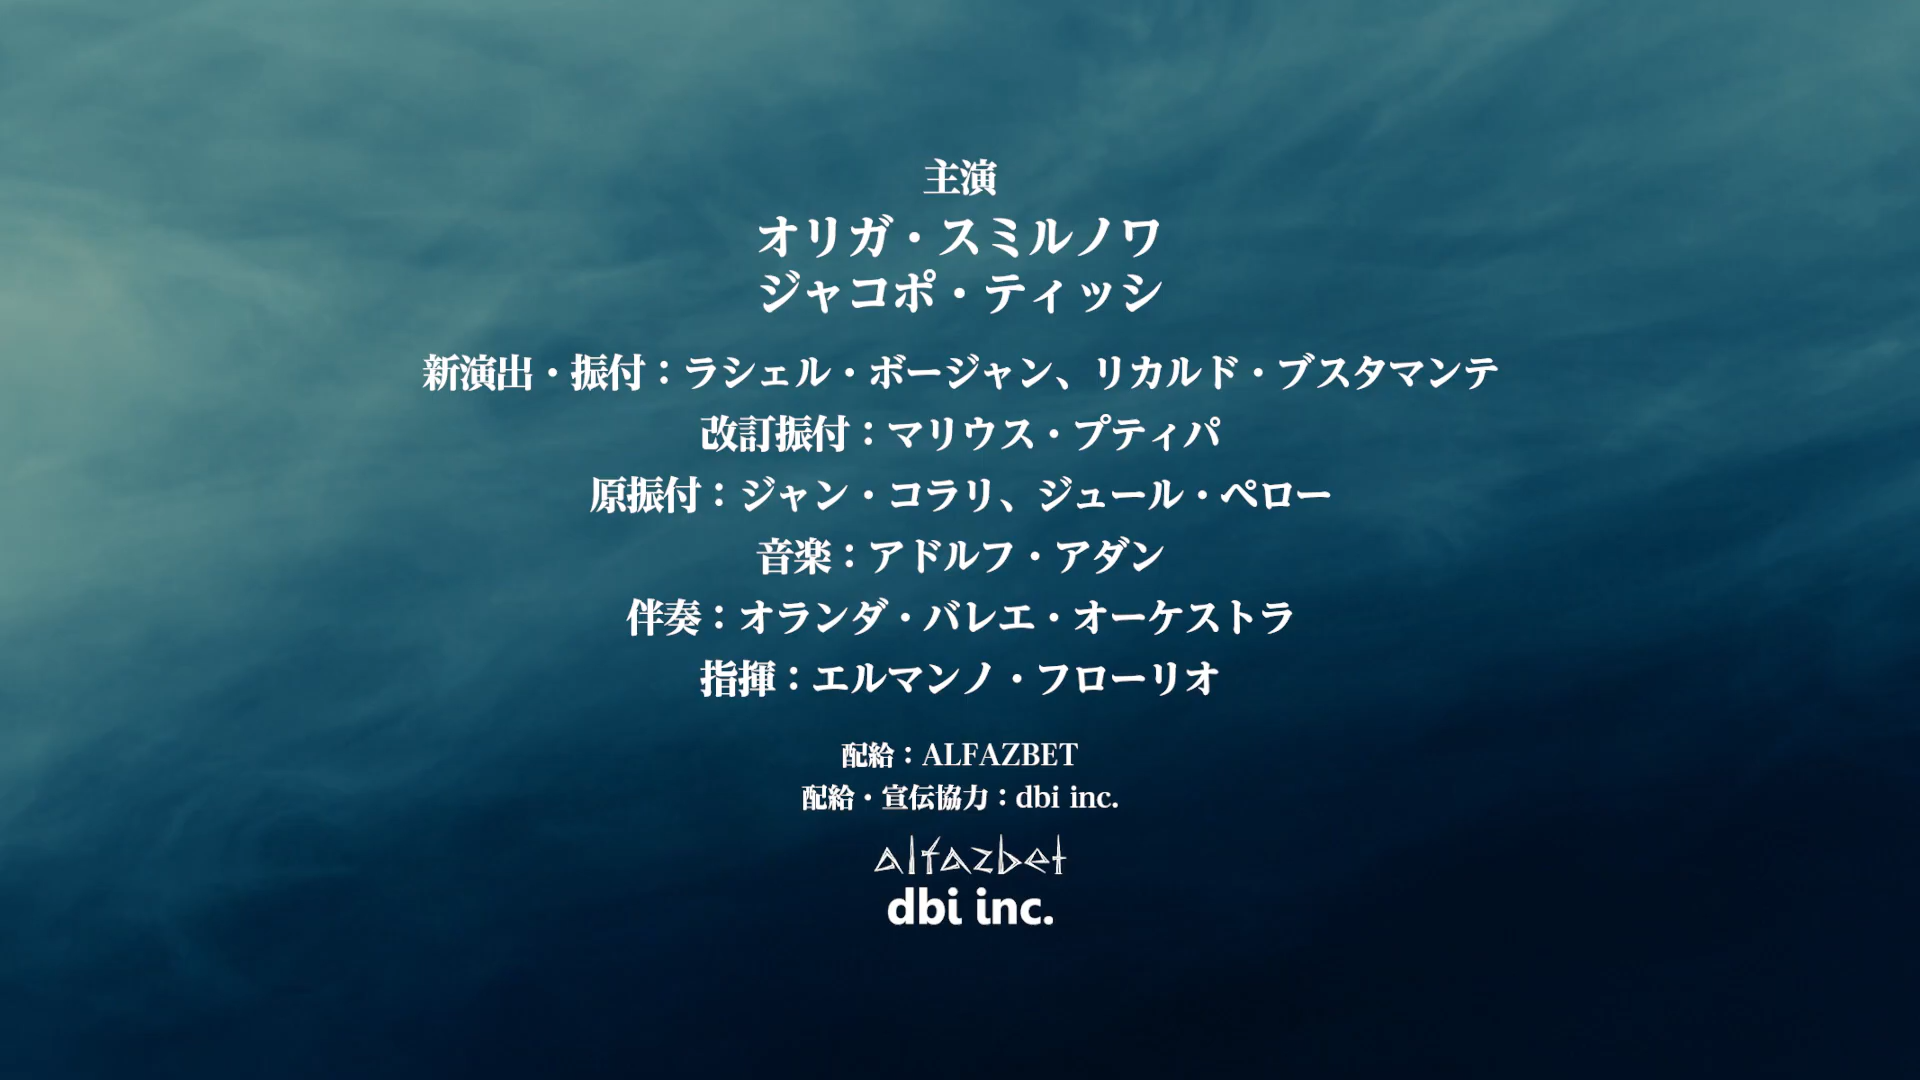 主演
オリガ・スミルノワ
ジャコポ・ティッシ
新演出・振付：ラシェル・ボージャン、リカルド・ブスタマンテ
改訂振付：マリウス・プティパ
原振付：ジャン・コラリ、ジュール・ペロー
音楽：アドルフ・アダン
伴奏：オランダ・バレエ・オーケストラ
指揮：エルマンノ・フローリオ
配給：ALFAZBET
配給・宣伝協力：dbi inc.
alfazbet
dbi inc.